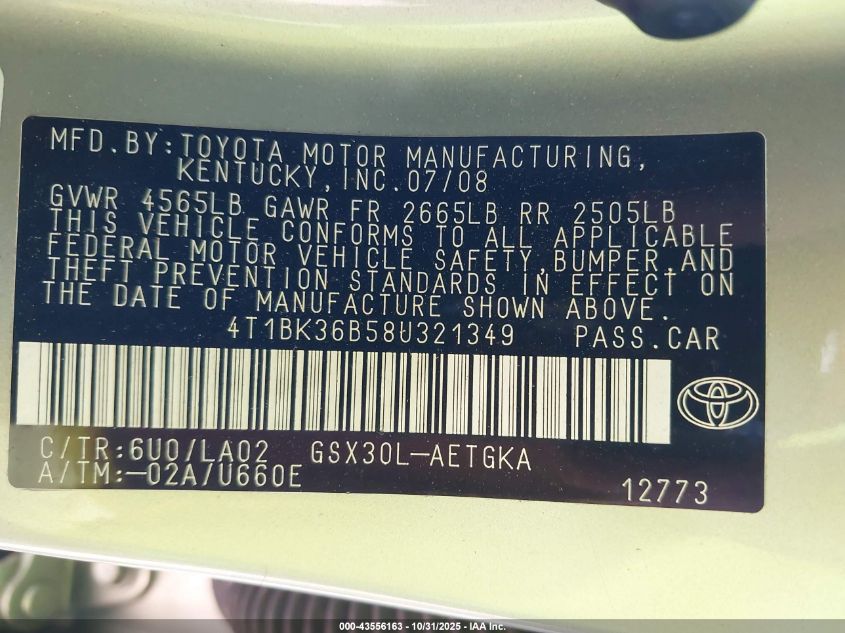 MFD.BY:TOYOTA MOTOR MANUFACTURING,
KENTUCKY,INC.07/08
GVWR 4565LB GAWR FR 2665LB RR 2505LB
THIS VEHICLE CONFORMS TO ALL APPLICABLE
FEDERAL MOTOR VEHICLE SAFETY,BUMPER,AND
THEFT PREVENTION STANDARDS IN EFFECT ON
THE DATE OF MANUFACTURE SHOWN ABOVE.
4T1BK36B58U321349 PASS.CAR
C/TR:6U0/LA02 GSX30L-AETGKA
A/TM:-02A/U660E
12773
000-43556163 - 10/31/2025 - IAA Inc.